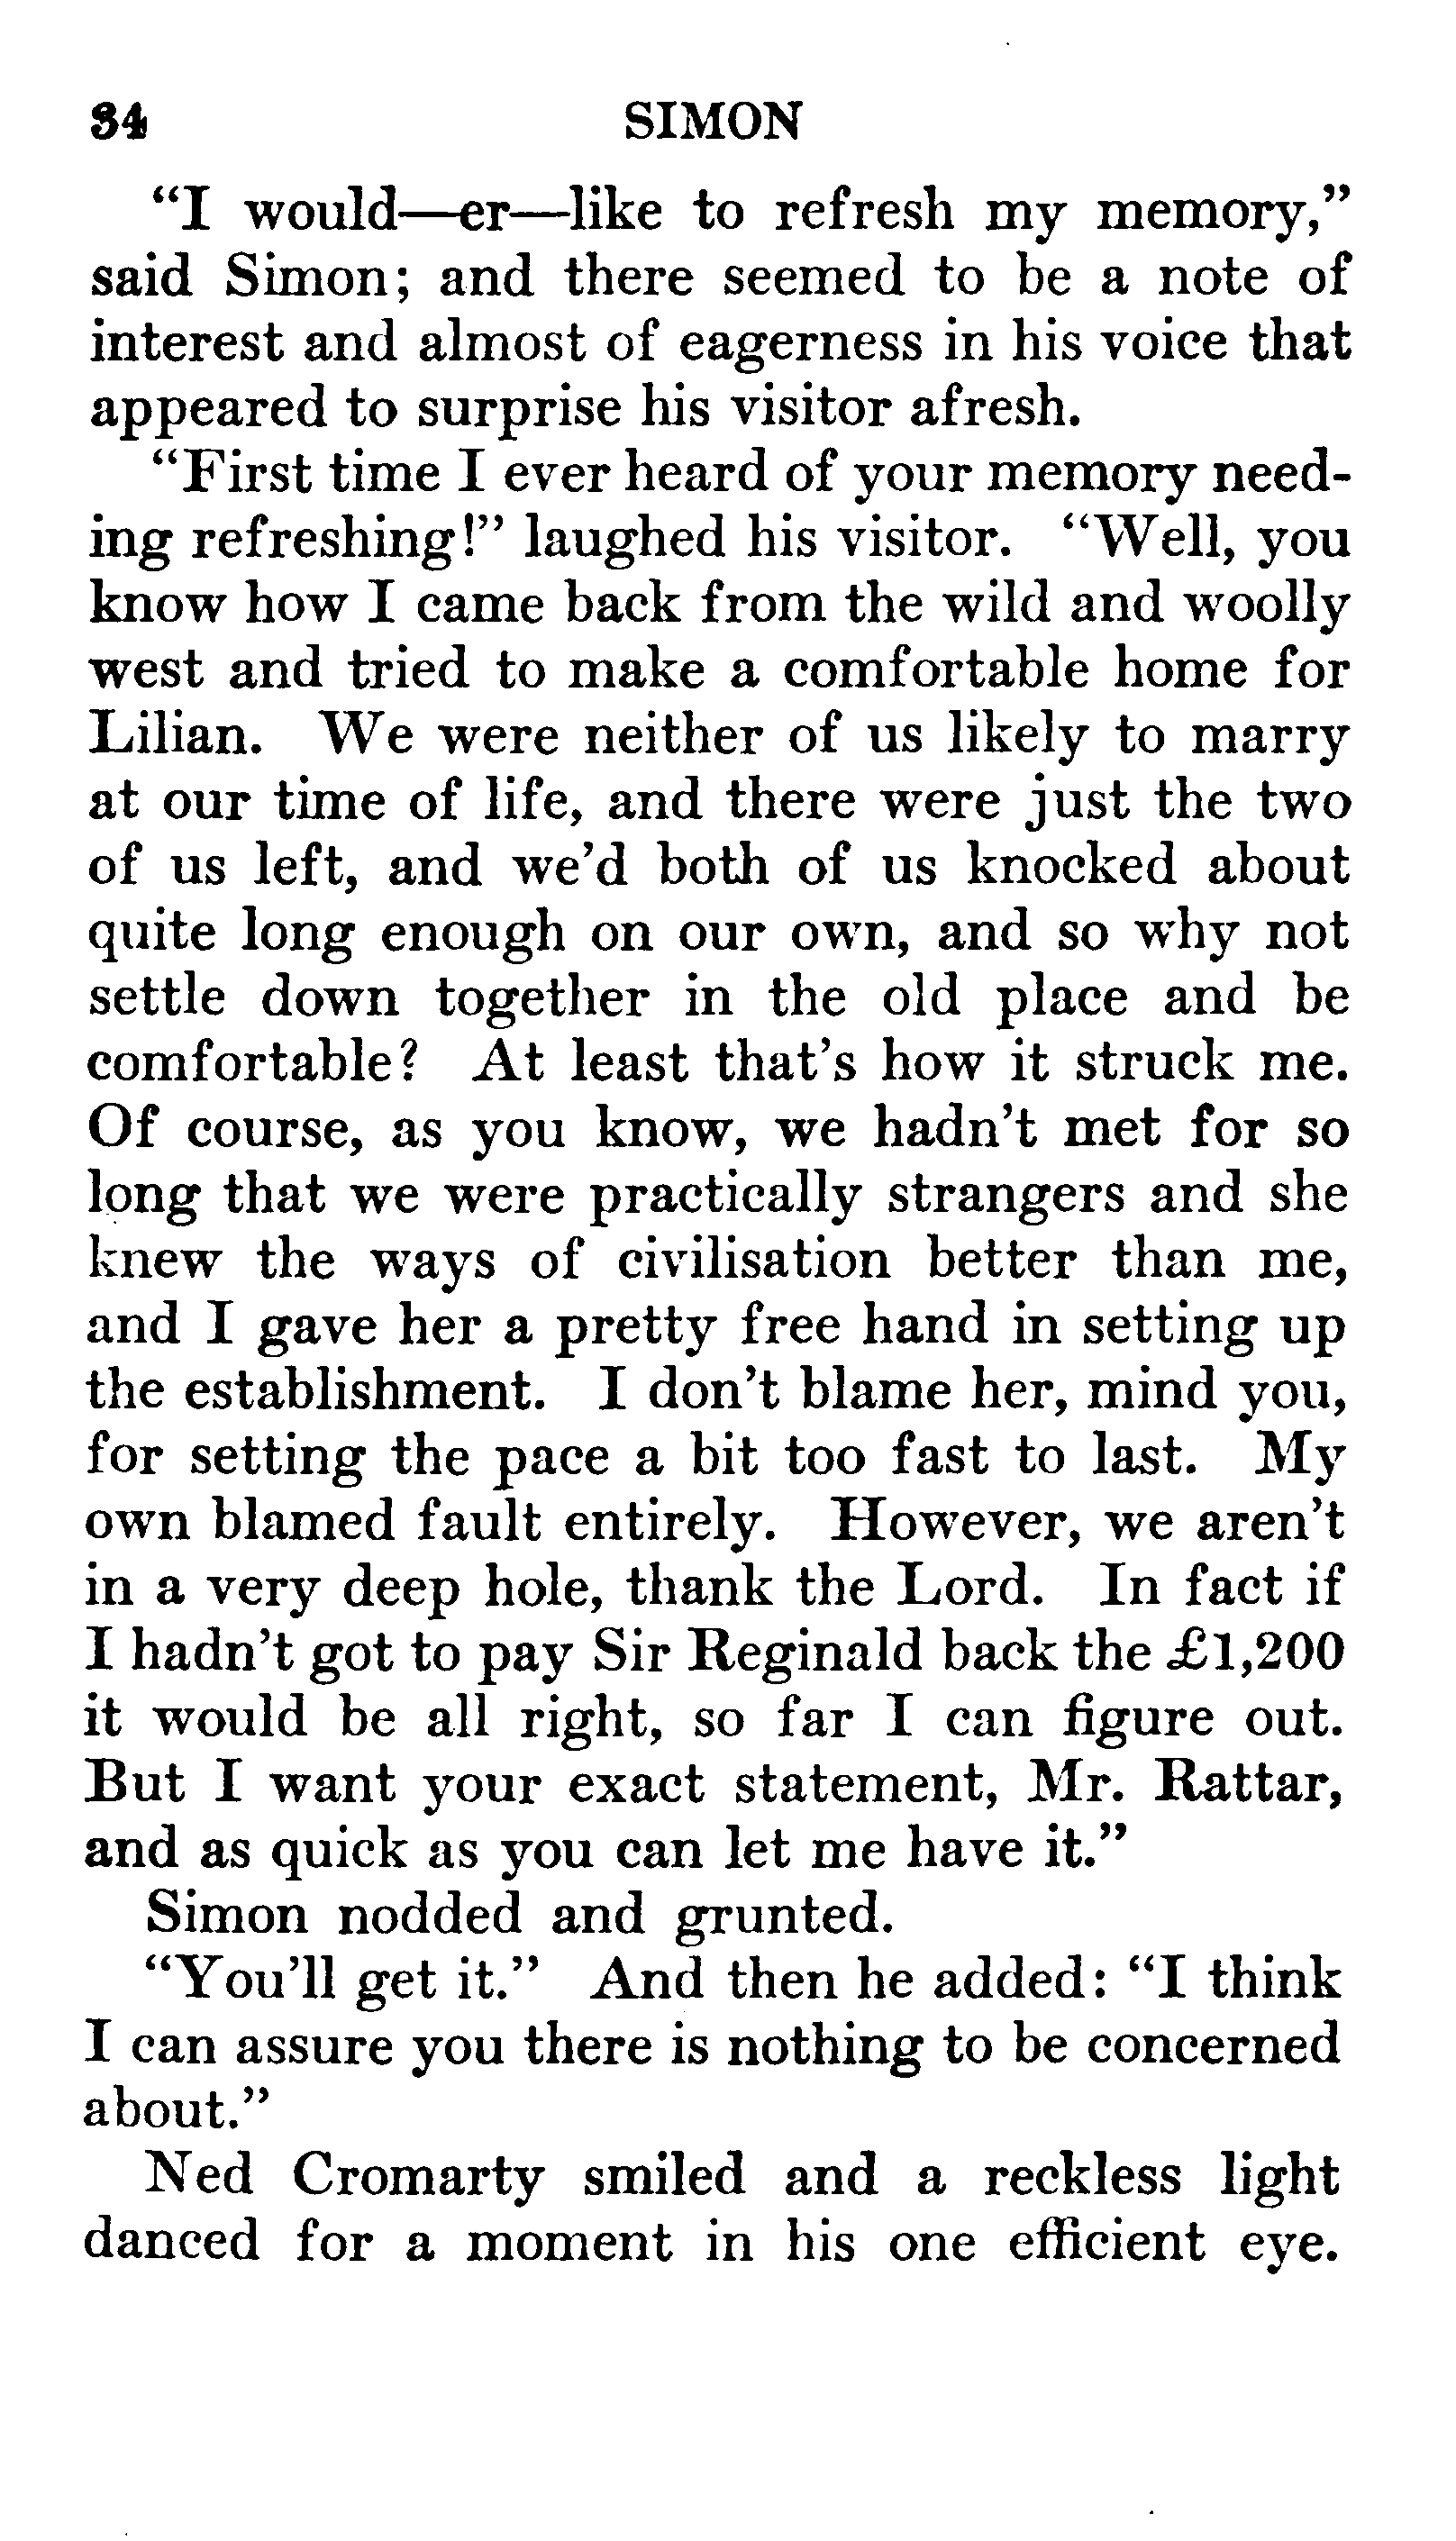 34 SIMON
“I would—er—like to refresh my memory,”
said Simon; and there seemed to be a note of
interest and almost of eagerness in his voice that
appeared to surprise his visitor afresh.
“First time I ever heard of your memory need-
ing refreshing!” laughed his visitor. “Well, you
know how I came back from the wild and woolly
west and tried to make a comfortable home for
Lilian. We were neither of us likely to marry
at our time of life, and there were just the two
of us left, and we’d both of us knocked about
quite long enough on our own, and so why not
settle down together in the old place and be
comfortable? At least that’s how it struck me.
Of course, as you know, we hadn’t met for so
long that we were practically strangers and she
knew the ways of civilisation better than me,
and I gave her a pretty free hand in setting up
the establishment. I don’t blame her, mind you,
for setting the pace a bit too fast to last. My
own blamed fault entirely. However, we aren’t
in a very deep hole, thank the Lord. In fact if
I hadn’t got to pay Sir Reginald back the £1,200
it would be all right, so far I can figure out.
But I want your exact statement, Mr. Rattar,
and as quick as you can let me have it.”
Simon nodded and grunted.
“You’ll get it.” And then he added: “I think
I can assure you there is nothing to be concerned
about.”
Ned Cromarty smiled and a reckless light
danced for a moment in his one efficient eye.